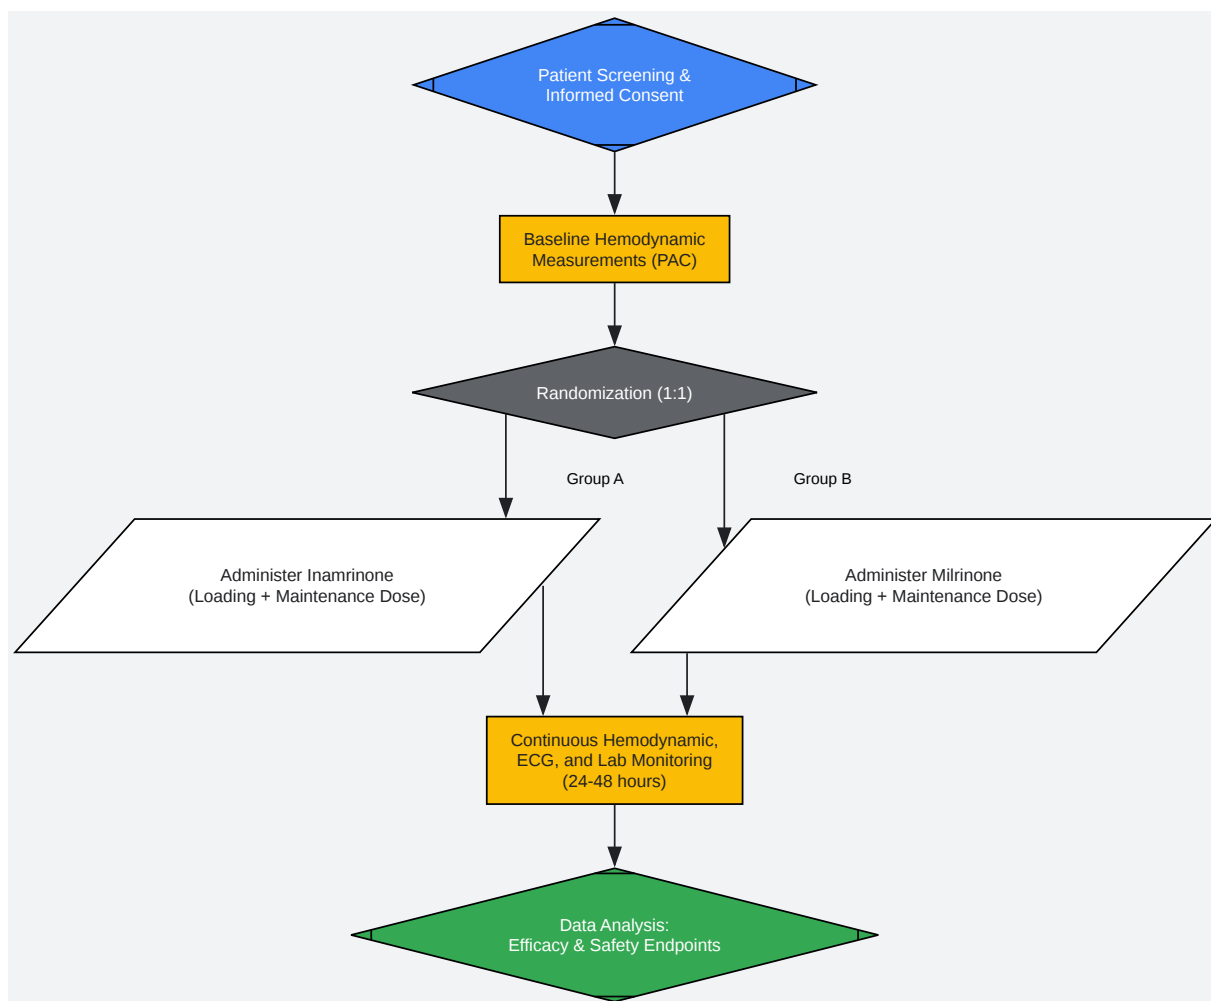 Patient Screening &
Informed Consent
Baseline Hemodynamic
Measurements (PAC)
Randomization (1:1)
Group A
Group B
Administer Inamrinone
(Loading + Maintenance Dose)
Administer Milrinone
(Loading + Maintenance Dose)
Continuous Hemodynamic,
ECG, and Lab Monitoring
(24-48 hours)
Data Analysis:
Efficacy & Safety Endpoints